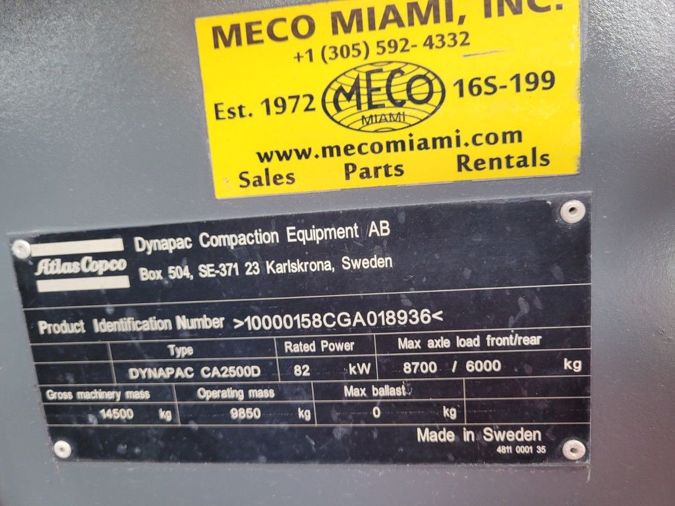 MECO MIAMI, INC.
+1 (305) 592-4332
Est. 1972 MECO MIAMI 16S-199
www.mecomiami.com
Sales Parts Rentals
Atlas Copco
Dynapac Compaction Equipment AB
Box 504, SE-371 23 Karlskrona, Sweden
Product Identification Number >10000158CGA018936<
Type Rated Power Max axle load front/rear
DYNAPAC CA2500D 82 kW 8700 / 6000 kg
Gross machinery mass Operating mass Max ballast
14500 kg 9850 kg 0 kg
Made in Sweden
4811 0001 35